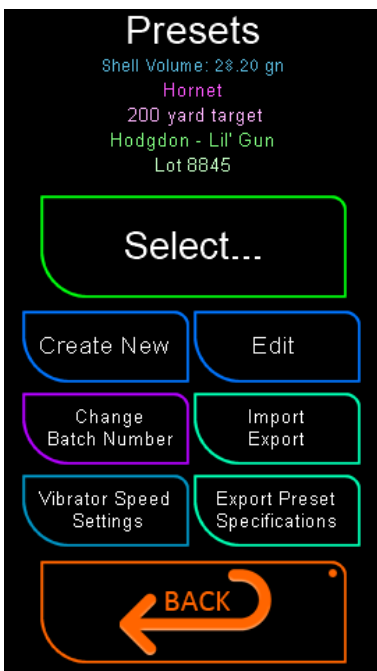 Presets
Shell Volume: 28.20 gn
Hornet
200 yard target
Hodgdon - Lil' Gun
Lot 8845
Select...
Create New
Edit
Change
Batch Number
Import
Export
Vibrator Speed
Settings
Export Preset
Specifications
BACK